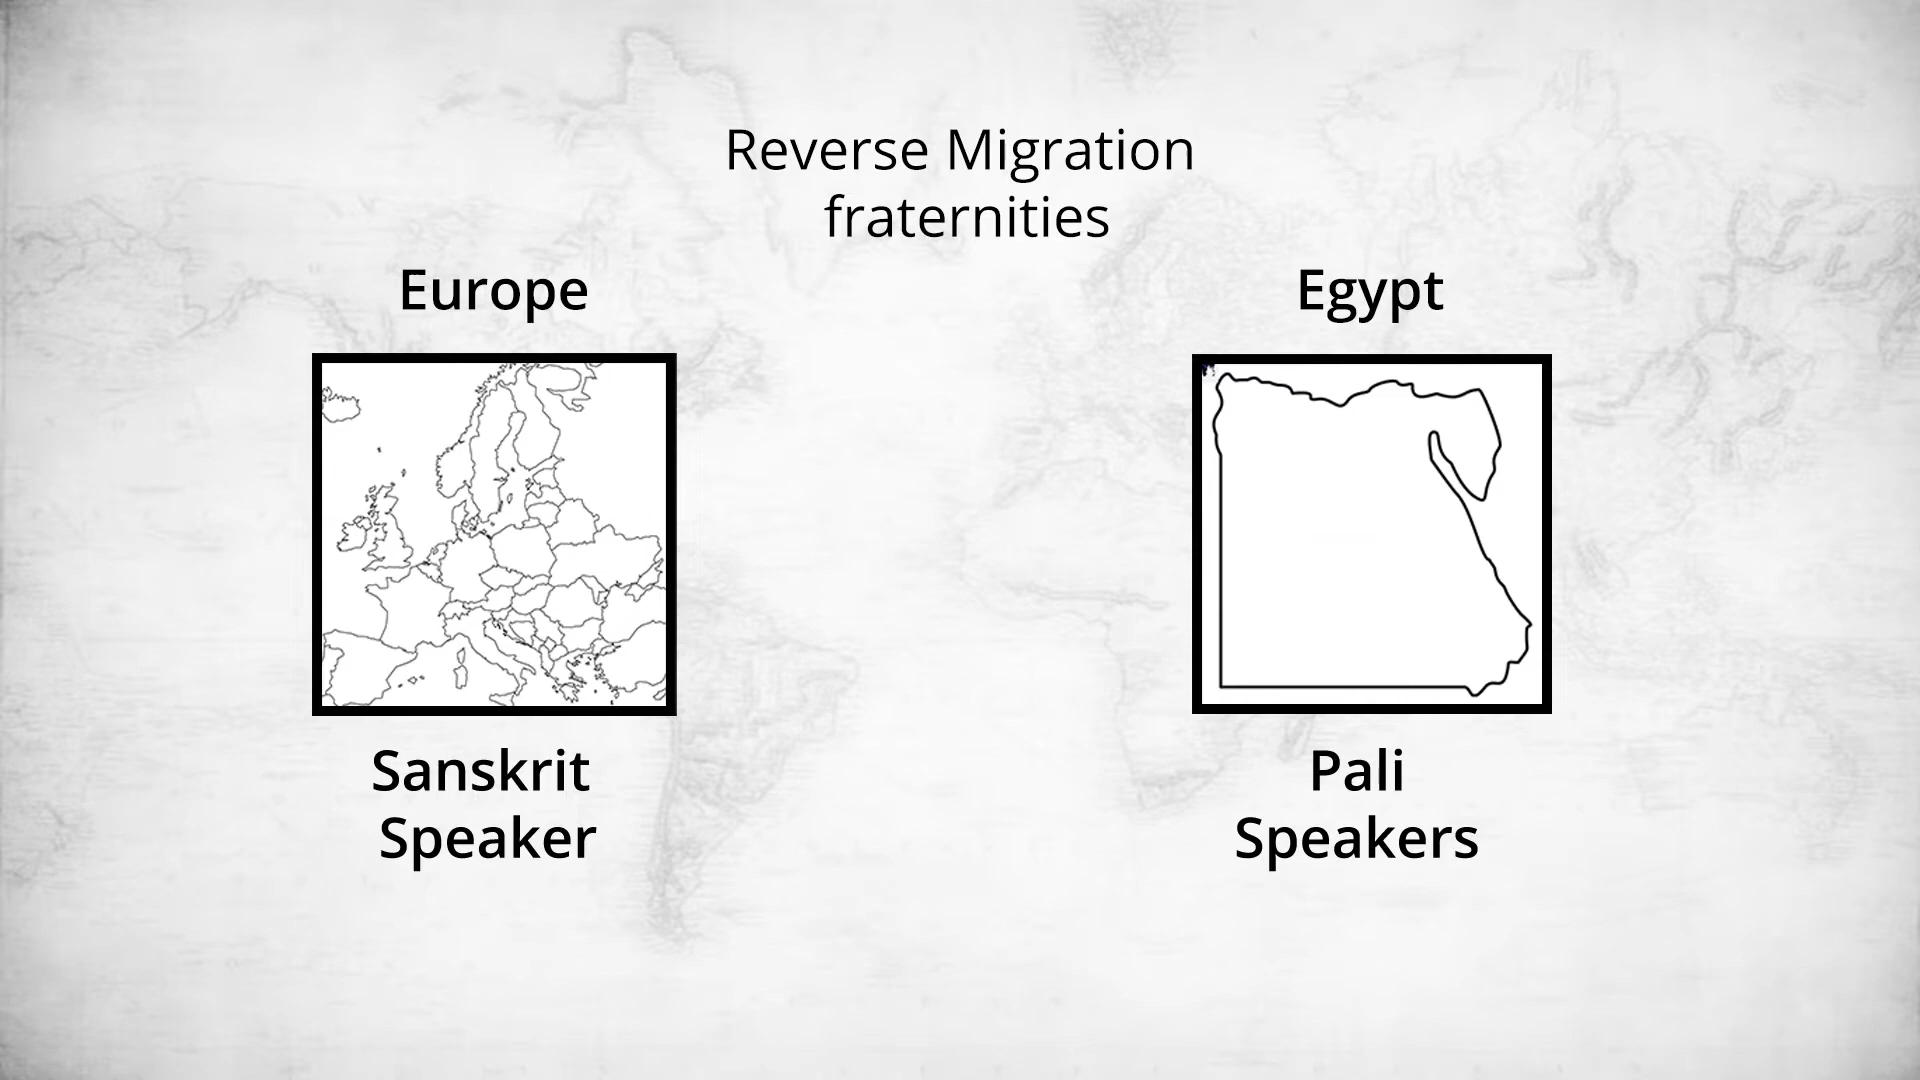 Reverse Migration
fraternities
Europe
Egypt
Sanskrit
Speaker
Pali
Speakers